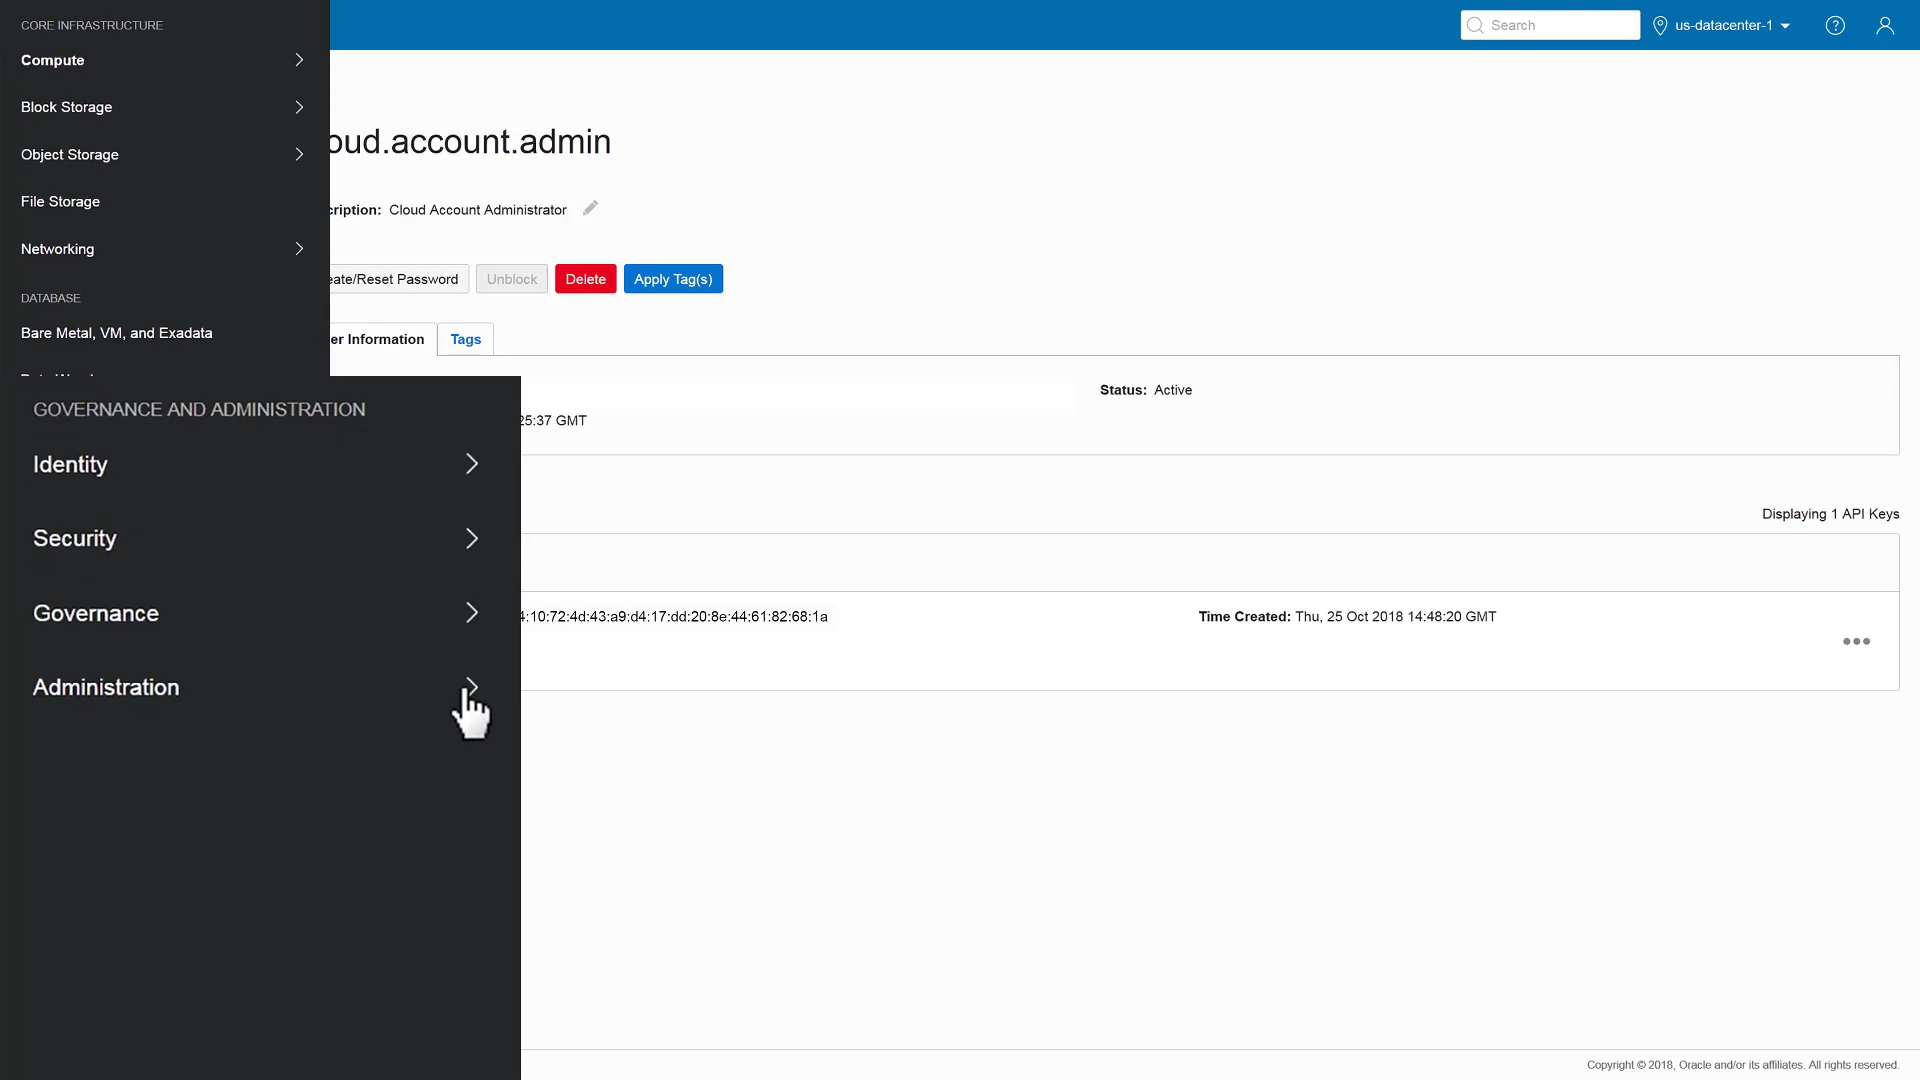 CORE INFRASTRUCTURE
Search
us-datacenter-1
Compute
Block Storage
Object Storage
File Storage
Networking
DATABASE
Bare Metal, VM, and Exadata
oud.account.admin
cription: Cloud Account Administrator
eate/Reset Password
Unblock
Delete
Apply Tag(s)
er Information
Tags
Status: Active
25:37 GMT
GOVERNANCE AND ADMINISTRATION
Identity
Security
Governance
Administration
Displaying 1 API Keys
:10:72:4d:43:a9:d4:17:dd:20:8e:44:61:82:68:1a
Time Created: Thu, 25 Oct 2018 14:48:20 GMT
Copyright © 2018, Oracle and/or its affiliates. All rights reserved.